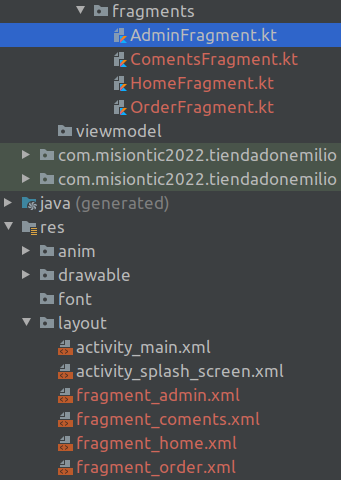 fragments
AdminFragment.kt
ComentsFragment.kt
HomeFragment.kt
OrderFragment.kt
viewmodel
com.misiontic2022.tiendadonemilio
com.misiontic2022.tiendadonemilio
java (generated)
res
anim
drawable
font
layout
activity_main.xml
activity_splash_screen.xml
fragment_admin.xml
fragment_coments.xml
fragment_home.xml
fragment_order.xml